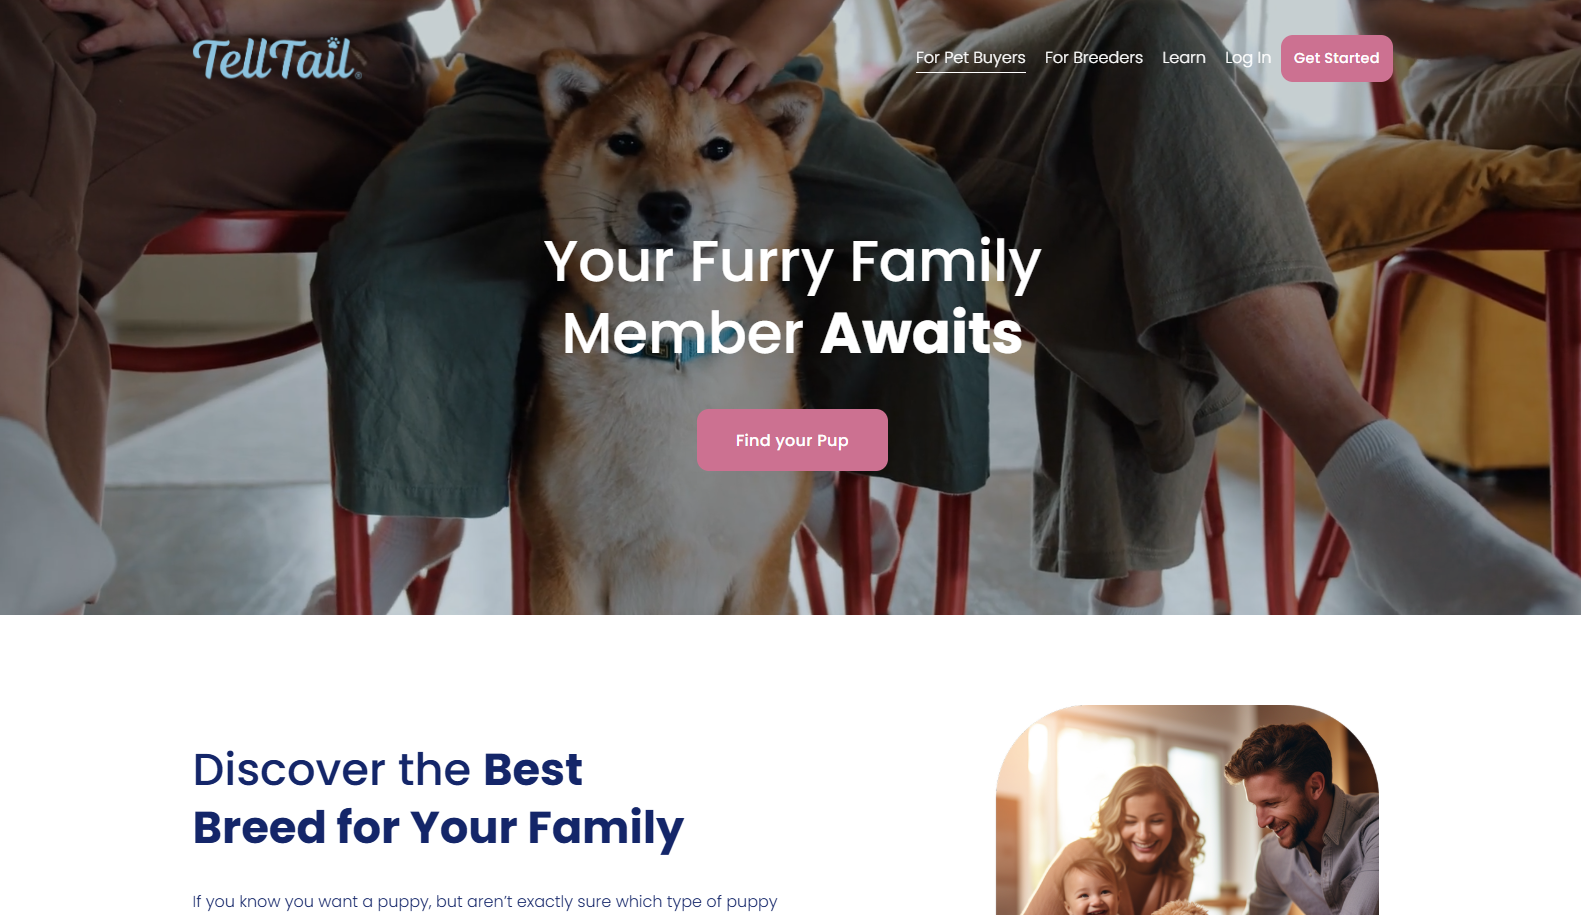 TellTail®
For Pet Buyers
For Breeders
Learn
Log In
Get Started
Your Furry Family
Member Awaits
Find your Pup
Discover the Best
Breed for Your Family
If you know you want a puppy, but aren’t exactly sure which type of puppy